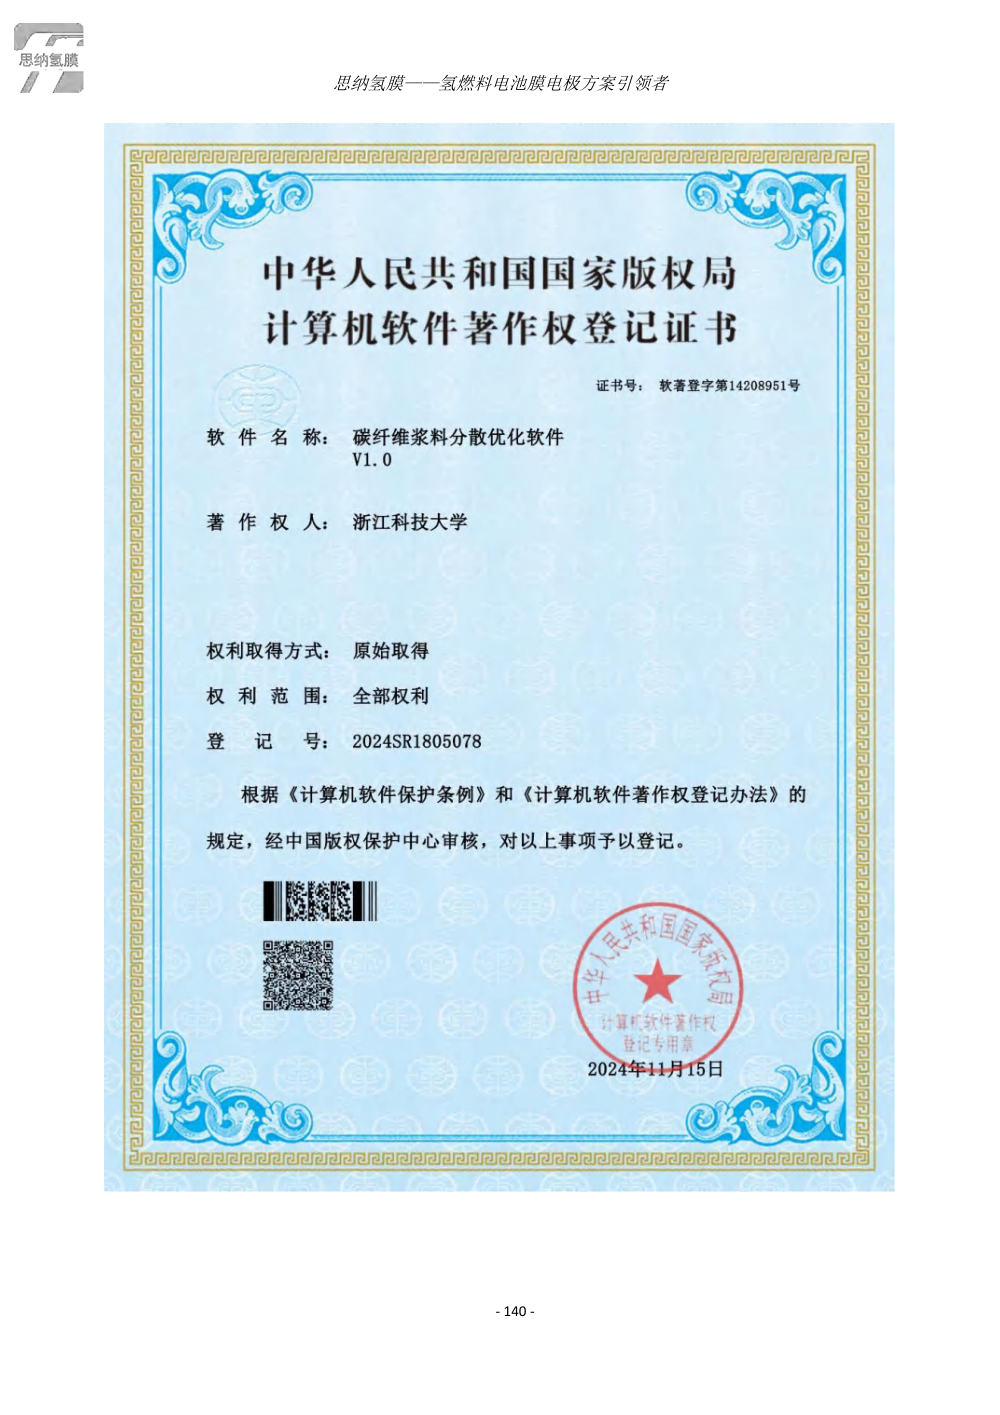 思纳氢膜
思纳氢膜——氢燃料电池膜电极方案引领者
中华人民共和国国家版权局
计算机软件著作权登记证书
证书号： 软著登字第14208951号
软件名称： 碳纤维浆料分散优化软件
V1.0
著作权人： 浙江科技大学
权利取得方式： 原始取得
权利范围： 全部权利
登记号： 2024SR1805078
根据《计算机软件保护条例》和《计算机软件著作权登记办法》的
规定，经中国版权保护中心审核，对以上事项予以登记。
中华人民共和国国家版权局
计算机软件著作权
登记专用章
2024年11月15日
- 140 -